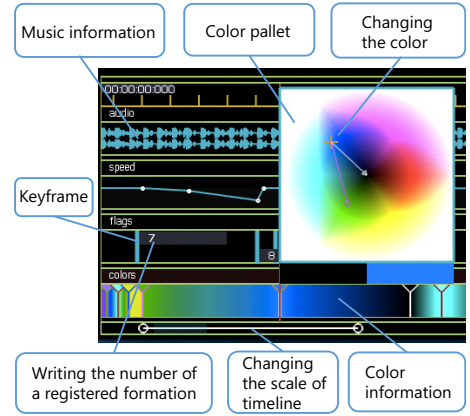 Music information
Color pallet
Changing
the color
00:00:00:000
audio
speed
Keyframe
flags
7
8
colors
Writing the number of
a registered formation
Changing
the scale of
timeline
Color
information